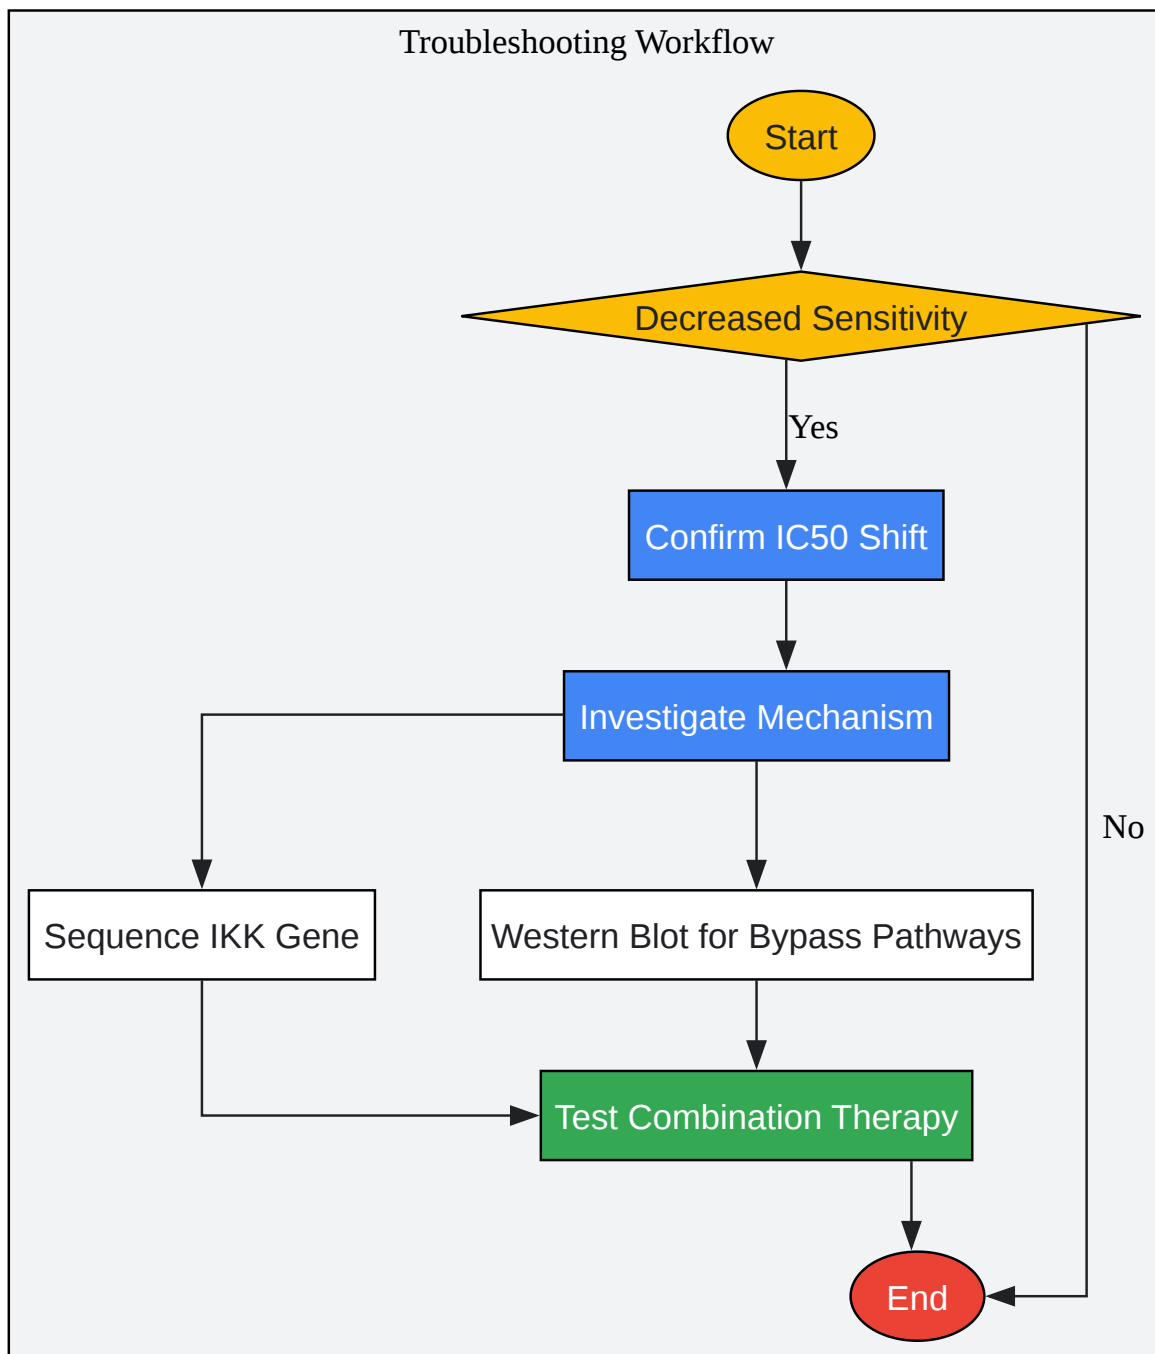 Troubleshooting Workflow
Start
Decreased Sensitivity
Yes
Confirm IC50 Shift
Investigate Mechanism
No
Sequence IKK Gene
Western Blot for Bypass Pathways
Test Combination Therapy
End